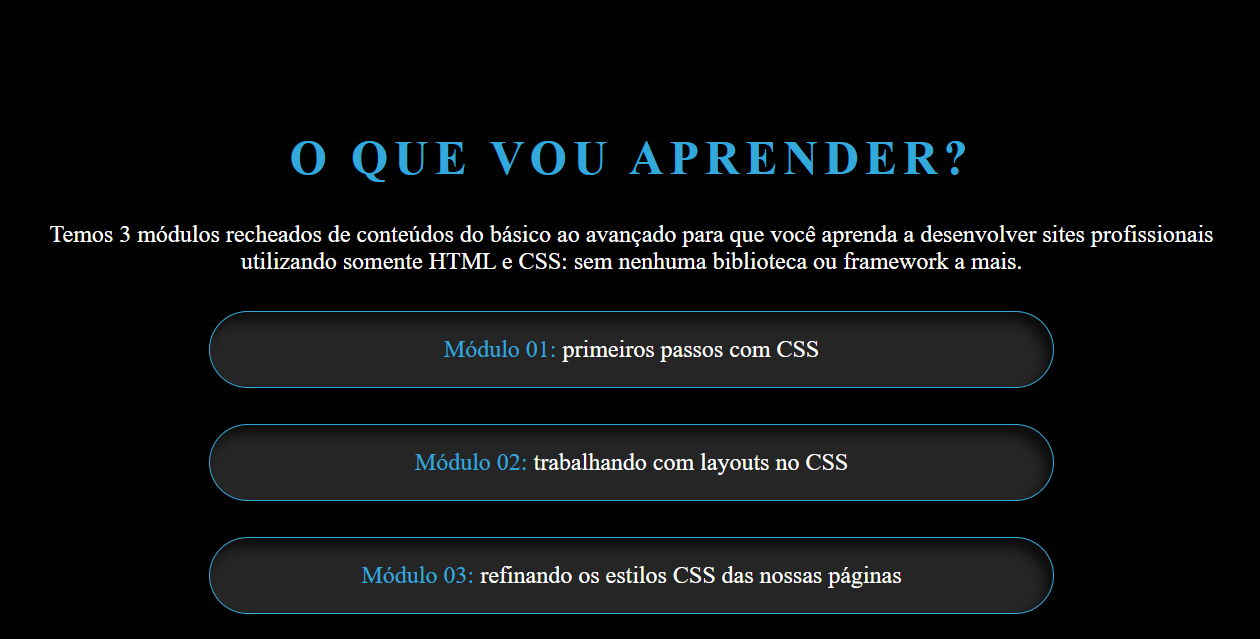 O QUE VOU APRENDER?
Temos 3 módulos recheados de conteúdos do básico ao avançado para que você aprenda a desenvolver sites profissionais
utilizando somente HTML e CSS: sem nenhuma biblioteca ou framework a mais.
Módulo 01: primeiros passos com CSS
Módulo 02: trabalhando com layouts no CSS
Módulo 03: refinando os estilos CSS das nossas páginas